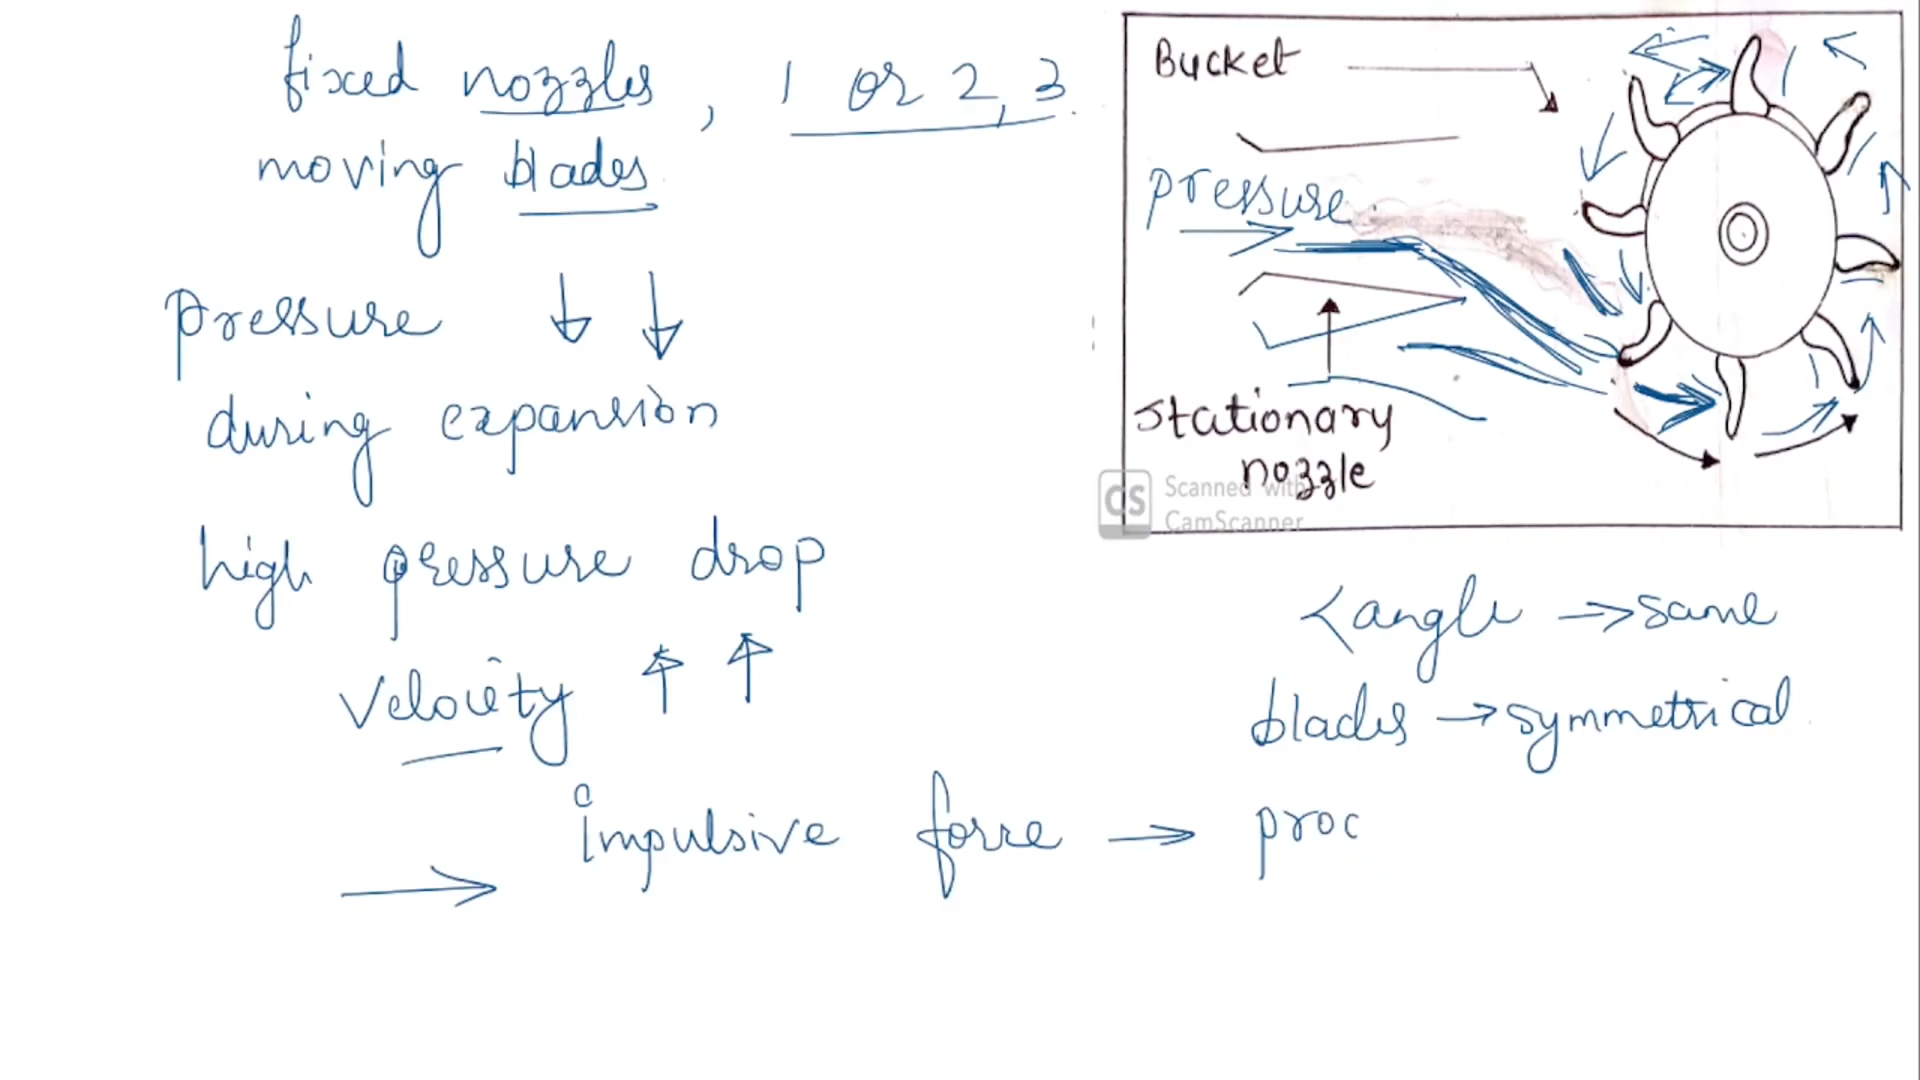 fixed nozzles, 1 or 2, 3
moving blades
pressure ↓ ↓
during expansion
high pressure drop
velocity ↑ ↑
impulsive force → proc
→
Bucket
pressure
stationary
nozzle
CS Scanned with
CamScanner
<angle → same
blades → symmetrical